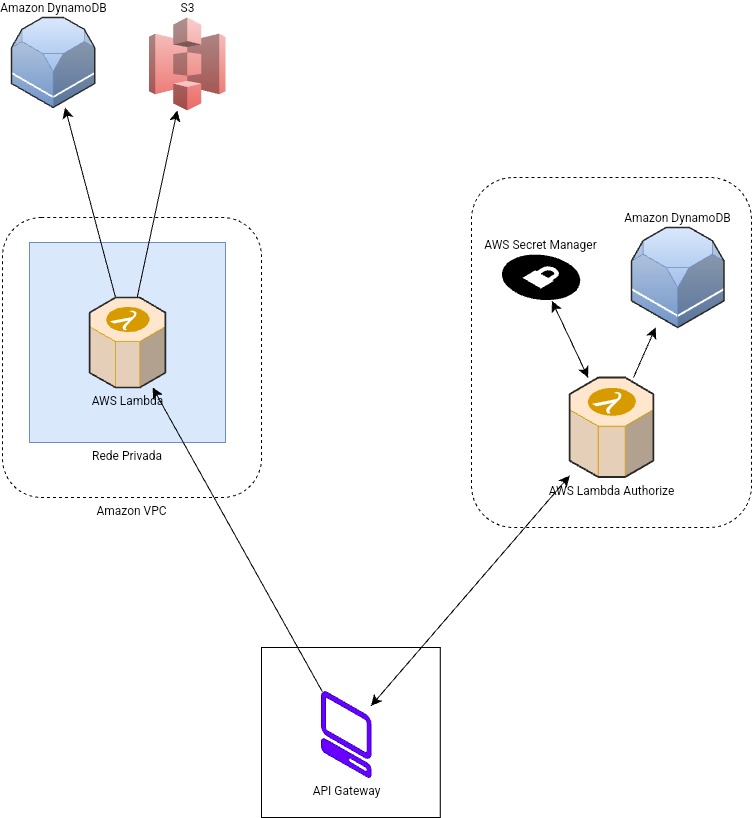 Amazon DynamoDB
S3
Amazon DynamoDB
AWS Secret Manager
AWS Lambda
Rede Privada
AWS Lambda Authorize
Amazon VPC
API Gateway